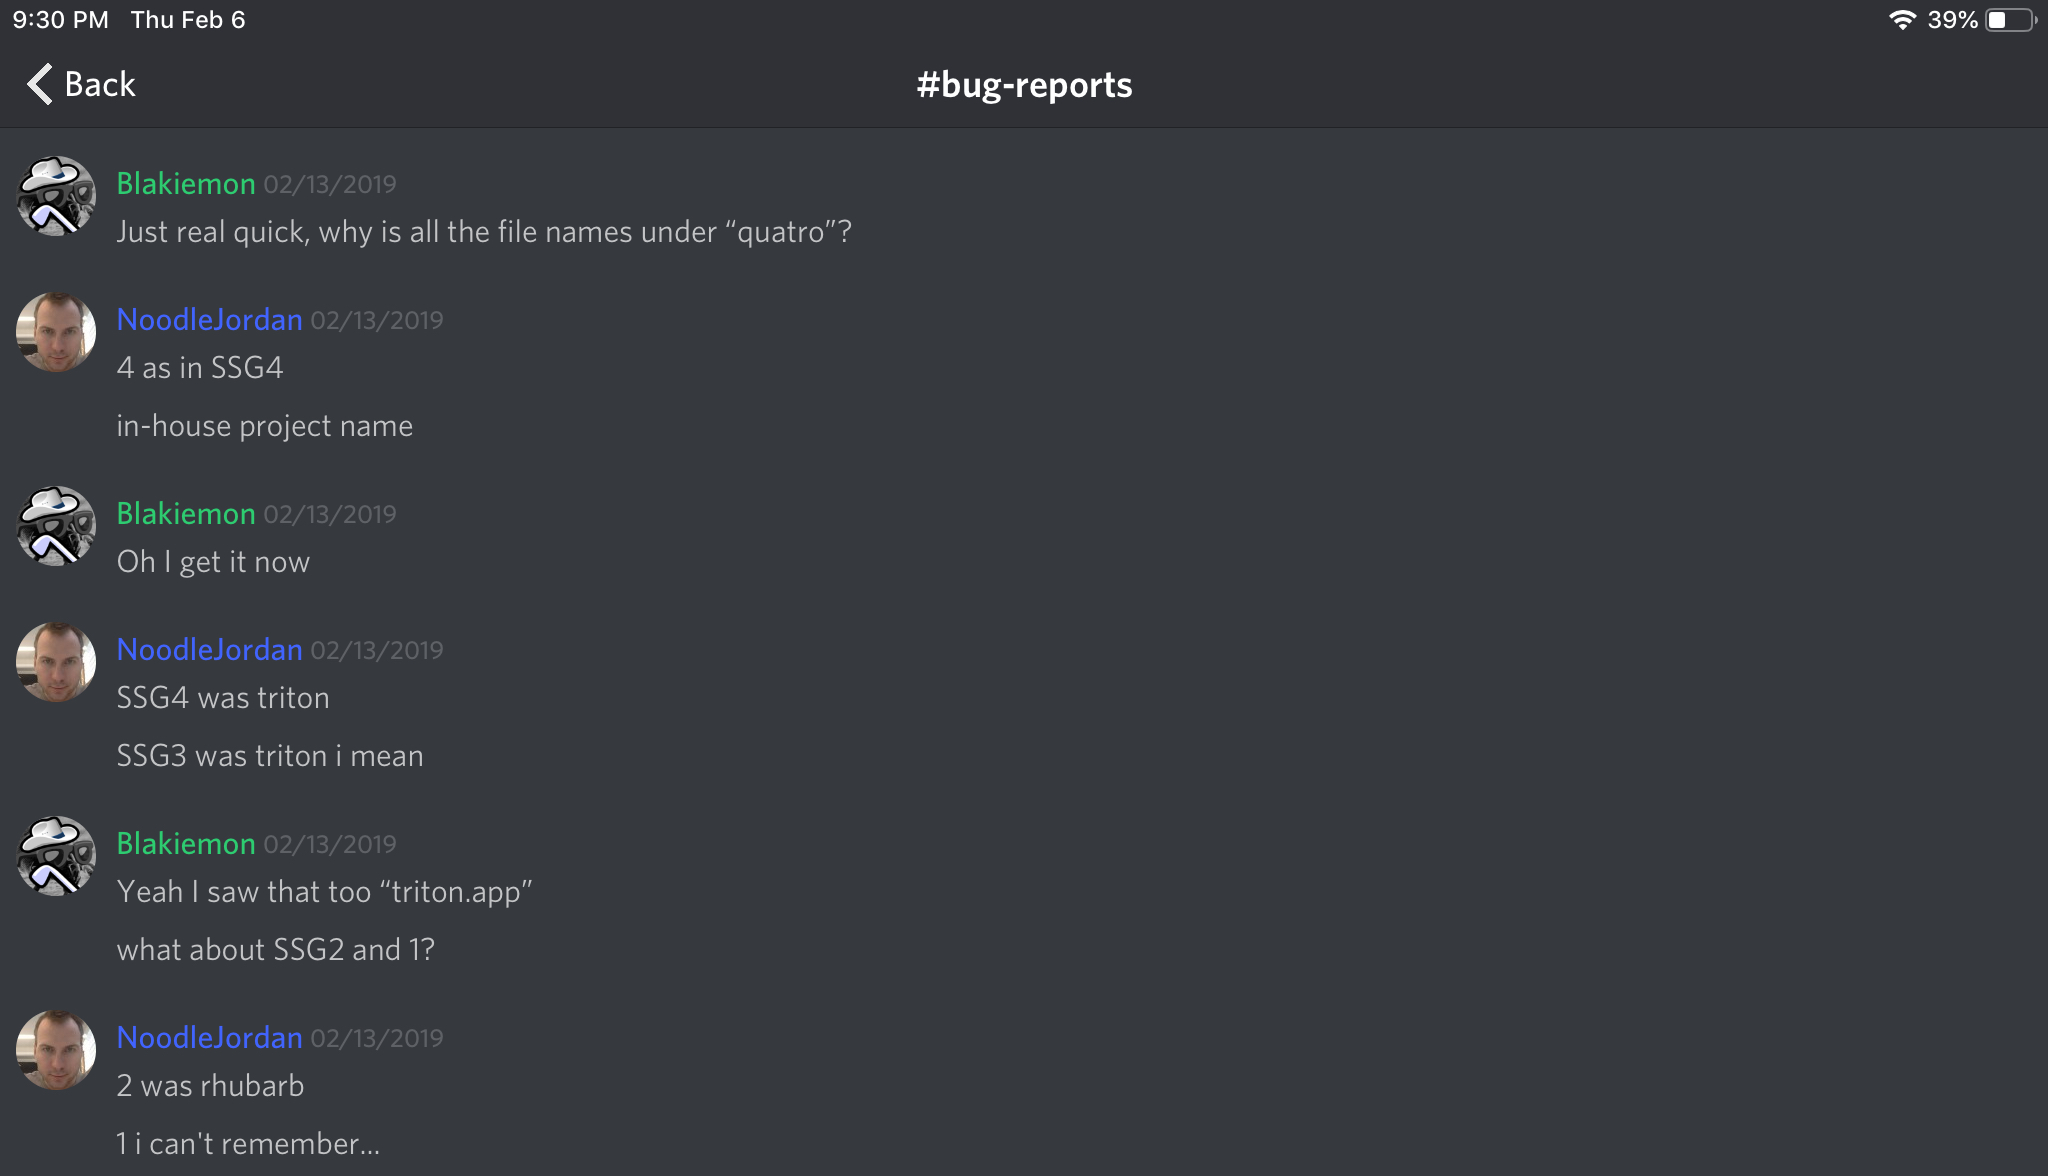 9:30 PM Thu Feb 6 39%
Back #bug-reports
Blakiemon 02/13/2019
Just real quick, why is all the file names under “quatro”?
NoodleJordan 02/13/2019
4 as in SSG4
in-house project name
Blakiemon 02/13/2019
Oh I get it now
NoodleJordan 02/13/2019
SSG4 was triton
SSG3 was triton i mean
Blakiemon 02/13/2019
Yeah I saw that too “triton.app”
what about SSG2 and 1?
NoodleJordan 02/13/2019
2 was rhubarb
1 i can't remember...